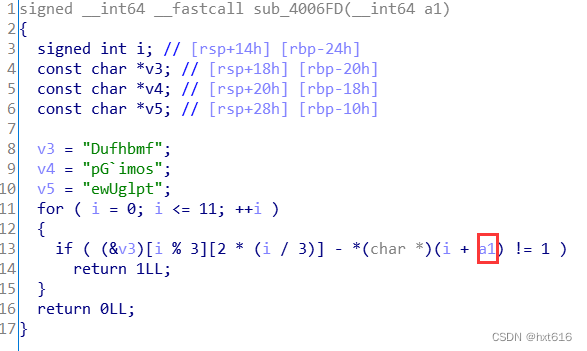 1 signed __int64 __fastcall sub_4006FD(__int64 a1)
2 {
3   signed int i; // [rsp+14h] [rbp-24h]
4   const char *v3; // [rsp+18h] [rbp-20h]
5   const char *v4; // [rsp+20h] [rbp-18h]
6   const char *v5; // [rsp+28h] [rbp-10h]
7
8   v3 = "Dufhbmf";
9   v4 = "pG`imos";
10   v5 = "ewUglpt";
11   for ( i = 0; i <= 11; ++i )
12   {
13     if ( (&v3)[i % 3][2 * (i / 3)] - *(char *)(i + a1) != 1 )
14       return 1LL;
15   }
16   return 0LL;
17 }
CSDN @hxt616